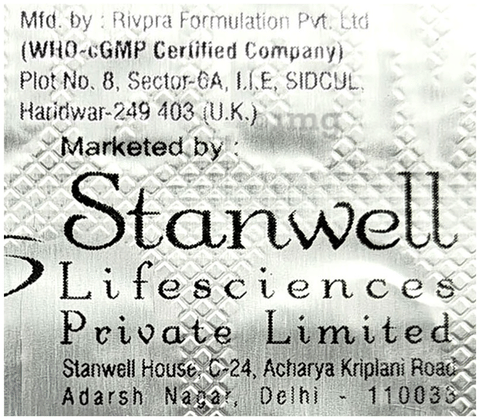 Mfd. by : Rivpra Formulation Pvt. Ltd
(WHO-cGMP Certified Company)
Plot No. 8, Sector-6A, I.I.E, SIDCUL.
Haridwar-249 403 (U.K.)
Marketed by :
Stanwell
Lifesciences
Private Limited
Stanwell House, C-24, Acharya Kriplani Road
Adarsh Nagar, Delhi - 110033